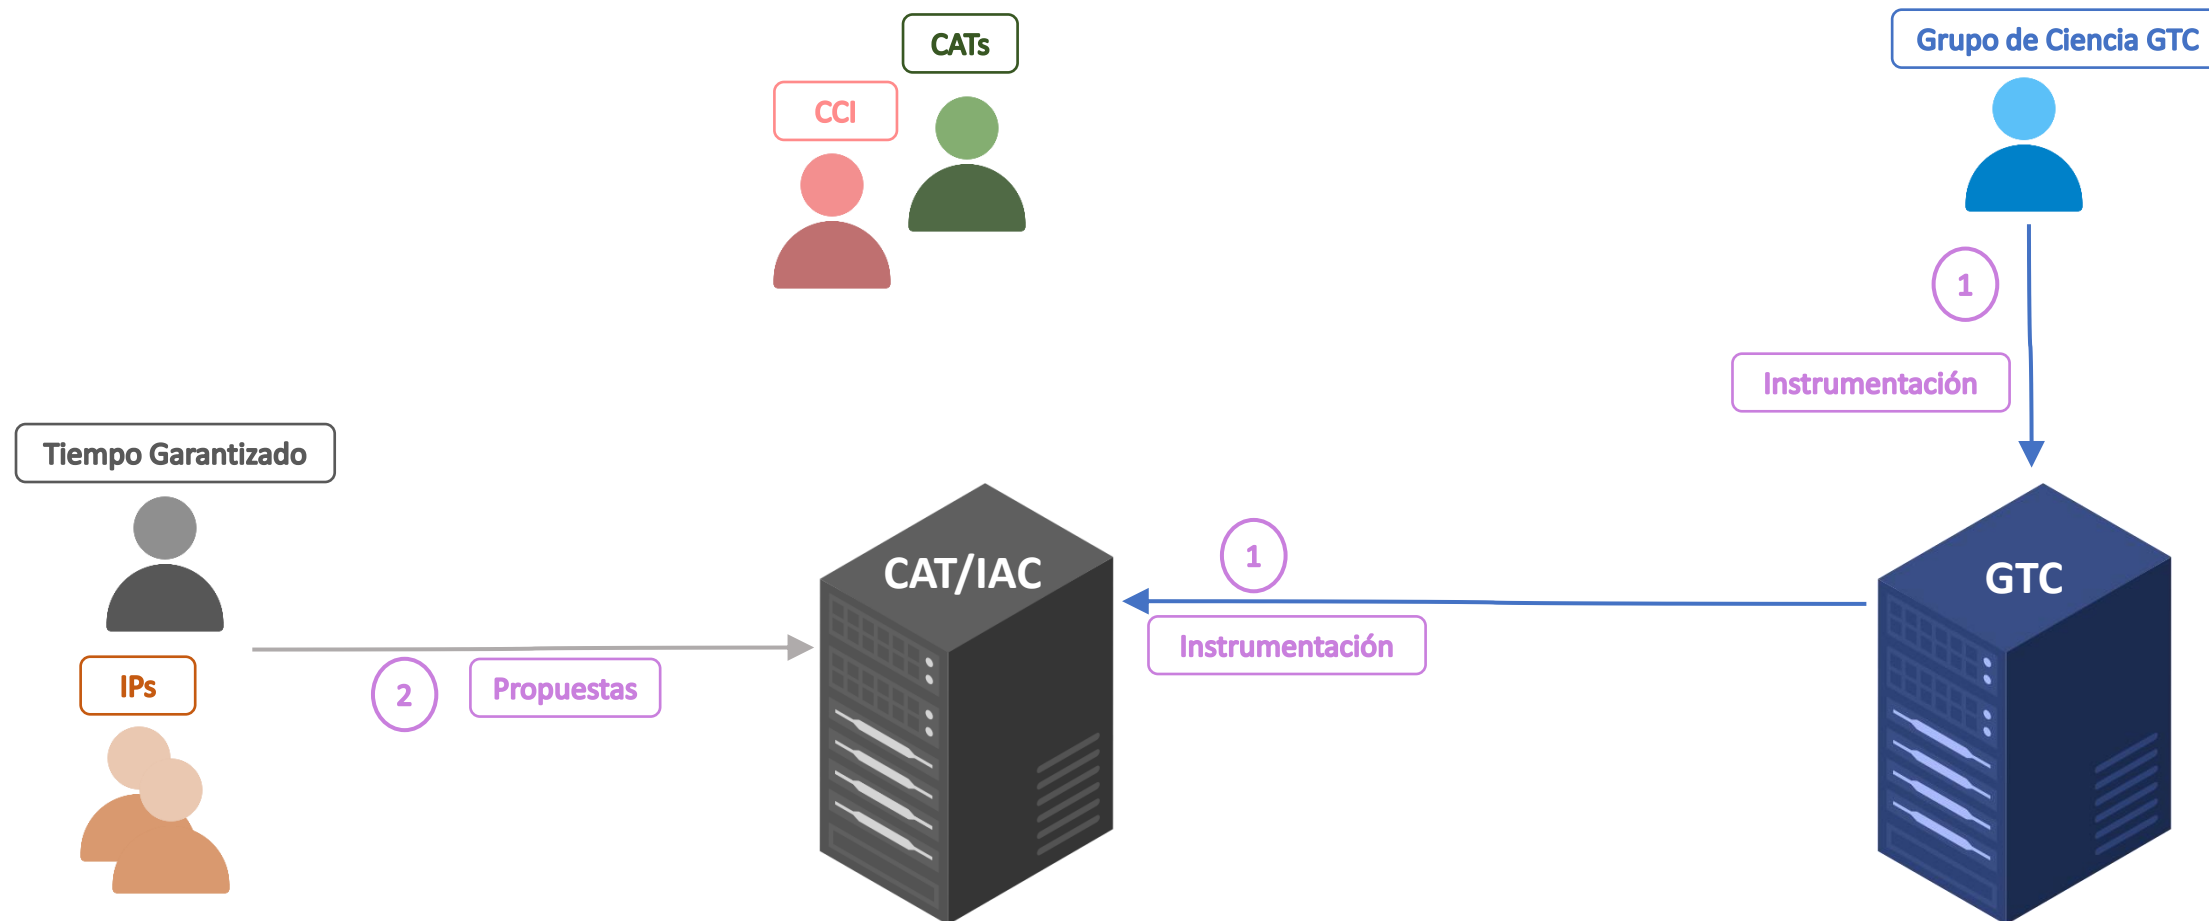 CATs
Grupo de Ciencia GTC
CCI
1
Instrumentación
Tiempo Garantizado
CAT/IAC
1
GTC
Instrumentación
IPs
2
Propuestas